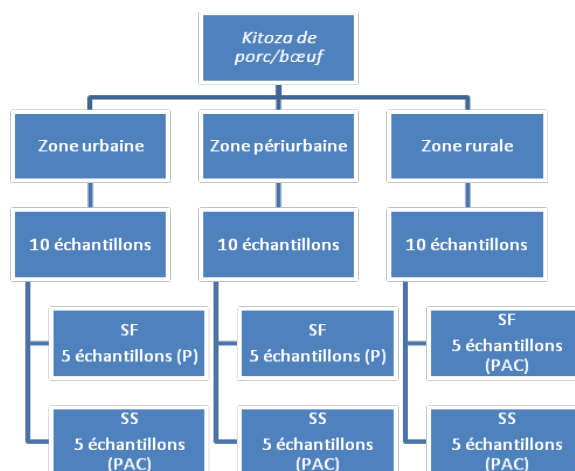 Kitoza de
porc/bœuf
Zone urbaine
Zone périurbaine
Zone rurale
10 échantillons
10 échantillons
10 échantillons
SF
5 échantillons (P)
SF
5 échantillons (P)
SF
5 échantillons
(PAC)
SS
5 échantillons
(PAC)
SS
5 échantillons
(PAC)
SS
5 échantillons
(PAC)